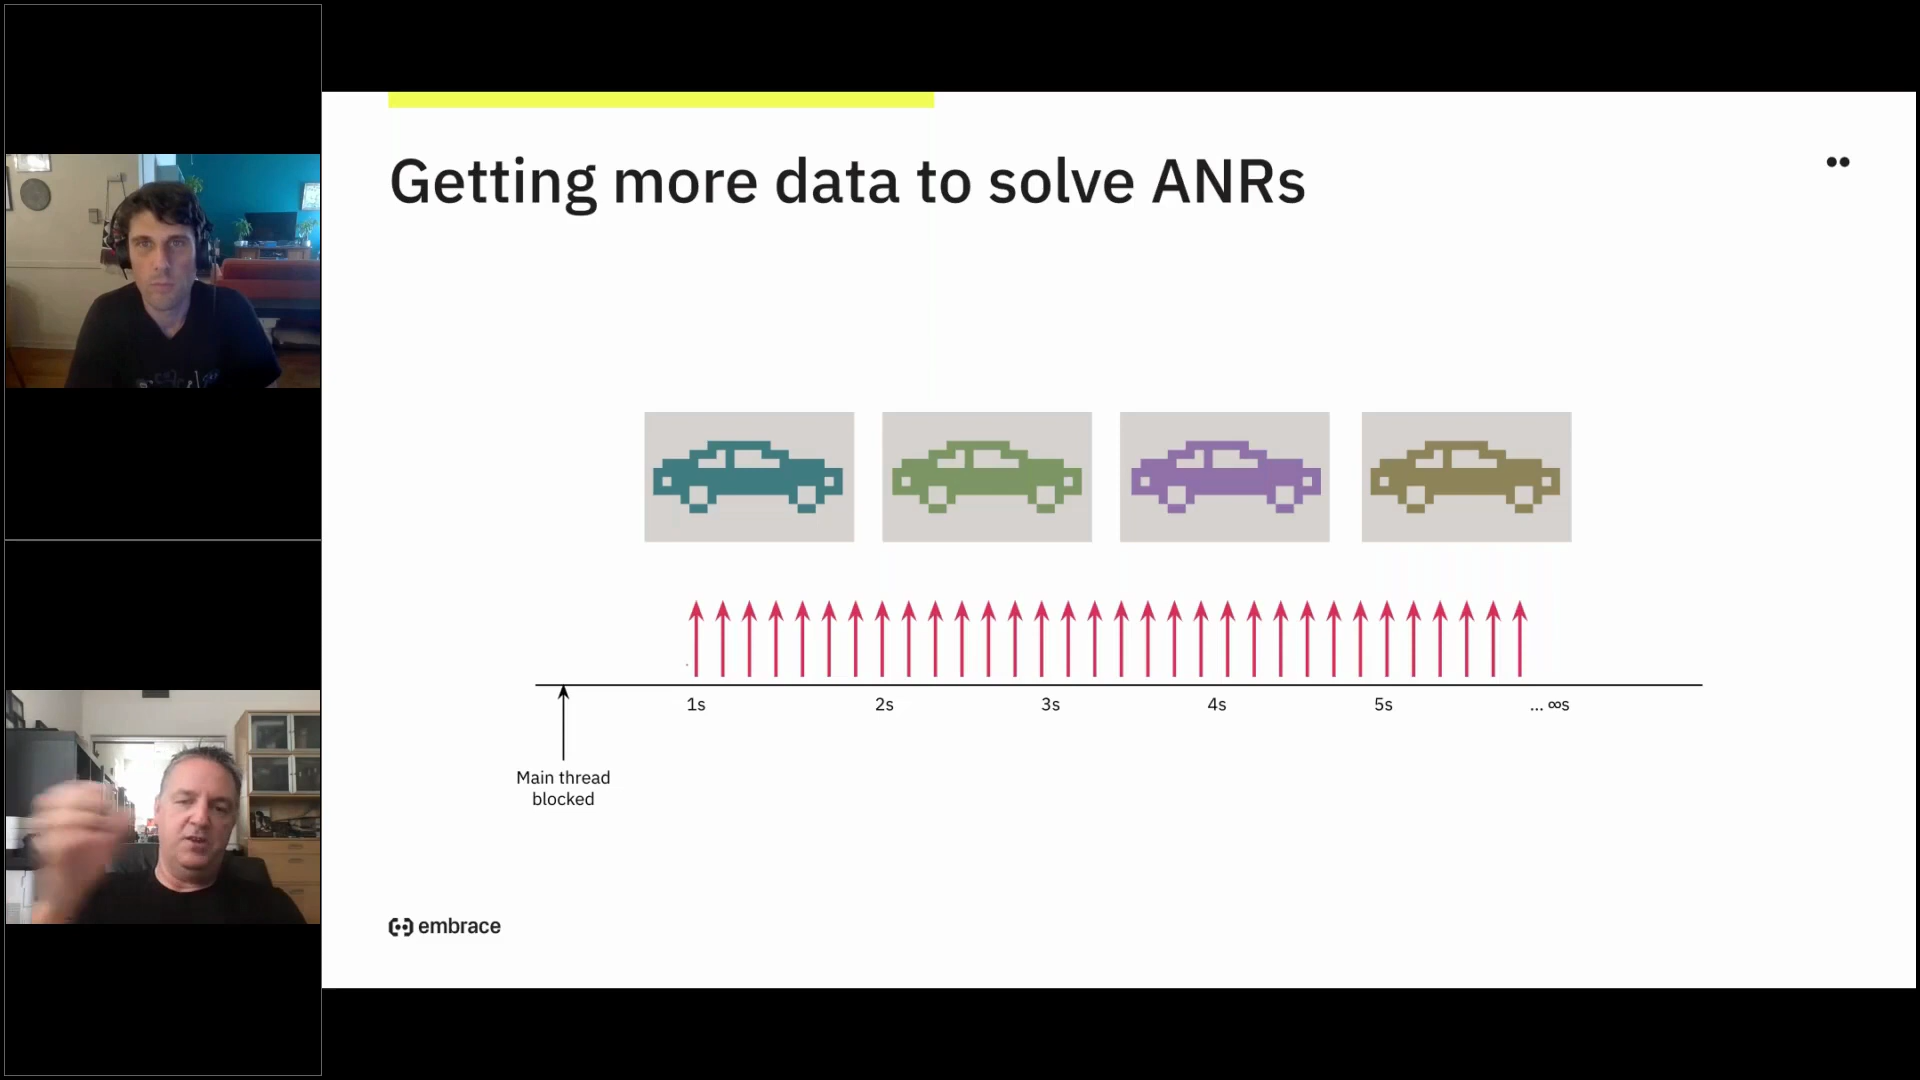 Getting more data to solve ANRs
1s 2s 3s 4s 5s ... ∞s
Main thread
blocked
embrace